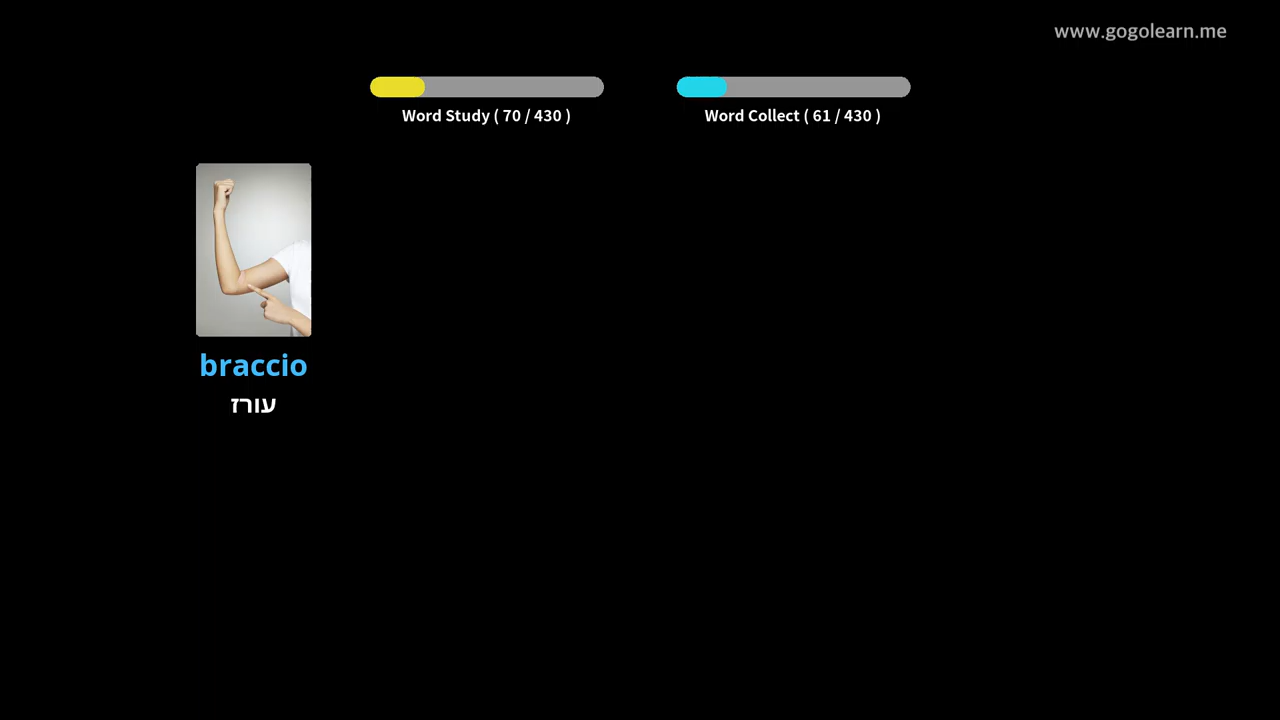 www.gogolearn.me
Word Study ( 70 / 430 )
Word Collect ( 61 / 430 )
braccio
עורז